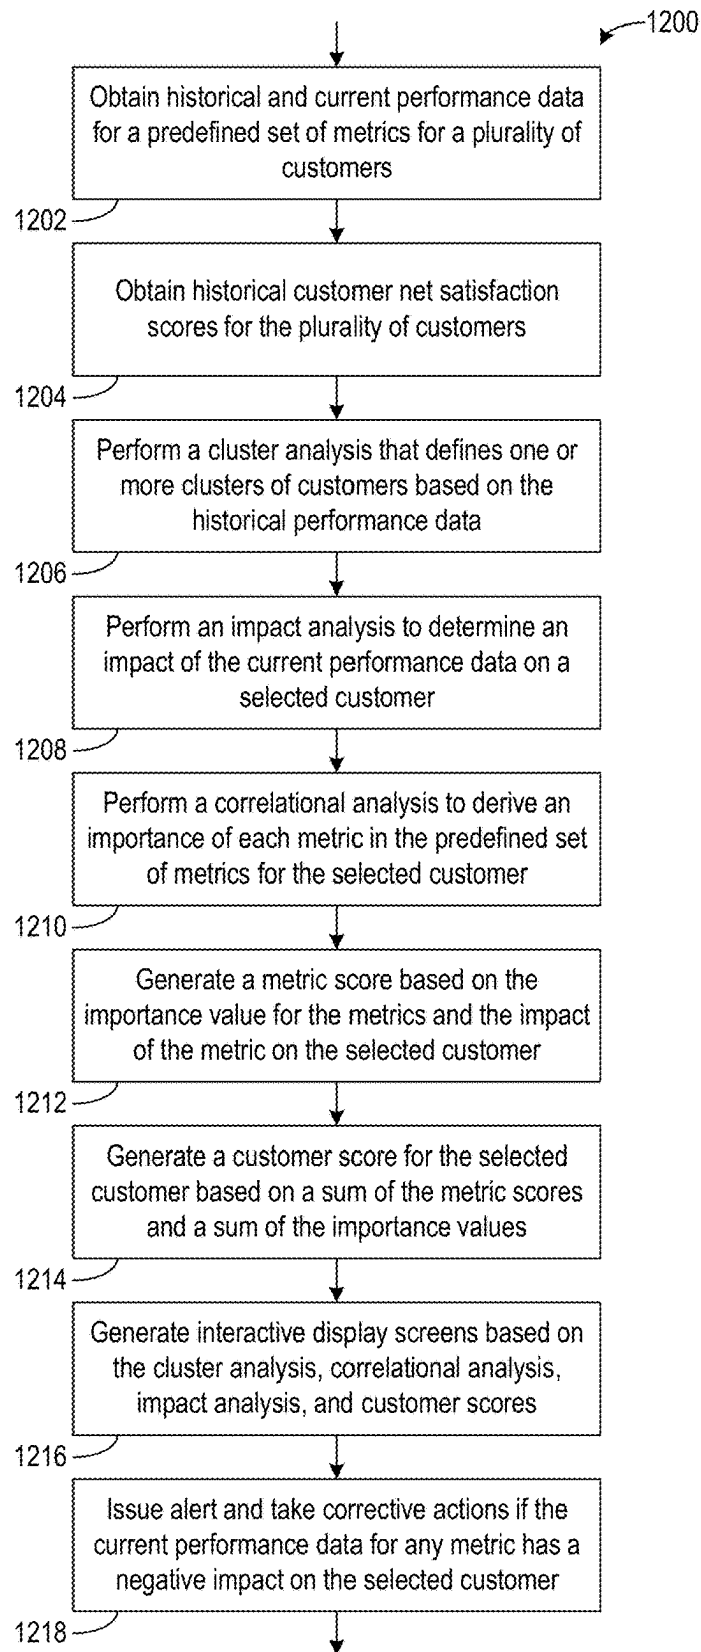 1200
Obtain historical and current performance data
for a predefined set of metrics for a plurality of
customers
1202
Obtain historical customer net satisfaction
scores for the plurality of customers
1204
Perform a cluster analysis that defines one or
more clusters of customers based on the
historical performance data
1206
Perform an impact analysis to determine an
impact of the current performance data on a
selected customer
1208
Perform a correlational analysis to derive an
importance of each metric in the predefined set
of metrics for the selected customer
1210
Generate a metric score based on the
importance value for the metrics and the impact
of the metric on the selected customer
1212
Generate a customer score for the selected
customer based on a sum of the metric scores
and a sum of the importance values
1214
Generate interactive display screens based on
the cluster analysis, correlational analysis,
impact analysis, and customer scores
1216
Issue alert and take corrective actions if the
current performance data for any metric has a
negative impact on the selected customer
1218